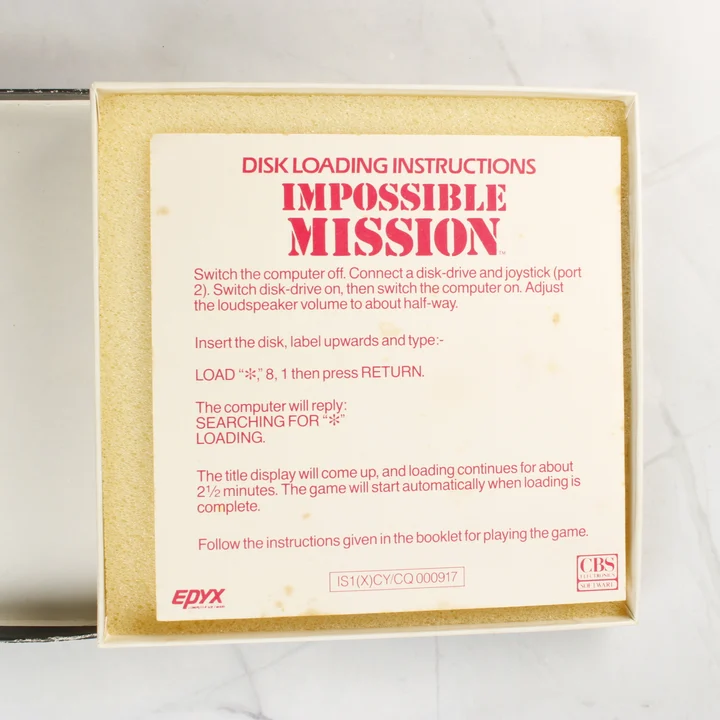 DISK LOADING INSTRUCTIONS
IMPOSSIBLE
MISSION™
Switch the computer off. Connect a disk-drive and joystick (port
2). Switch disk-drive on, then switch the computer on. Adjust
the loudspeaker volume to about half-way.
Insert the disk, label upwards and type:-
LOAD “*,” 8, 1 then press RETURN.
The computer will reply:
SEARCHING FOR “*”
LOADING.
The title display will come up, and loading continues for about
2½ minutes. The game will start automatically when loading is
complete.
Follow the instructions given in the booklet for playing the game.
IS1(X)CY/CQ 000917
EPYX
COMPUTER SOFTWARE
CBS
ELECTRONICS
SOFTWARE